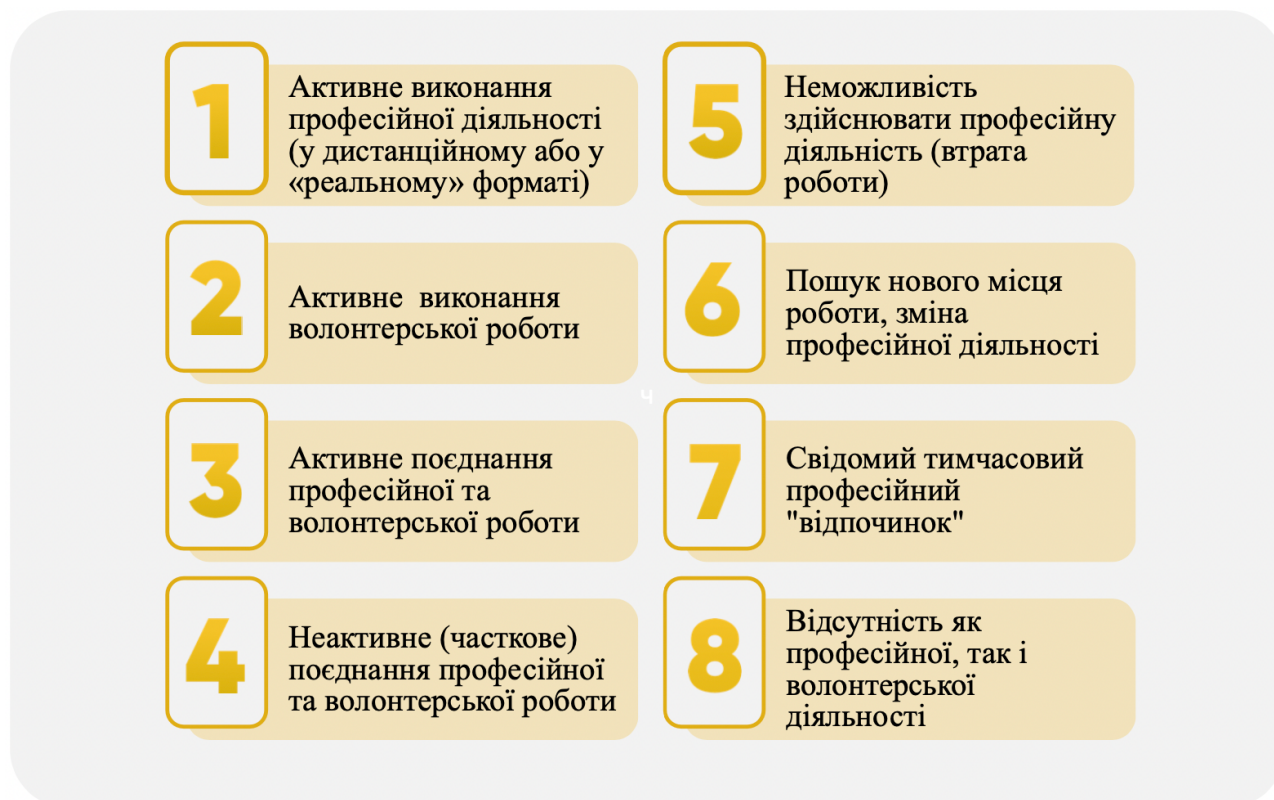 1
Активне виконання
професійної діяльності
(у дистанційному або у
«реальному» форматі)
2
Активне  виконання
волонтерської роботи
3
Активне поєднання
професійної та
волонтерської роботи
4
Неактивне (часткове)
поєднання професійної
та волонтерської роботи
ч
5
Неможливість
здійснювати професійну
діяльність (втрата
роботи)
6
Пошук нового місця
роботи, зміна
професійної діяльності
7
Свідомий тимчасовий
професійний
"відпочинок"
8
Відсутність як
професійної, так і
волонтерської
діяльності